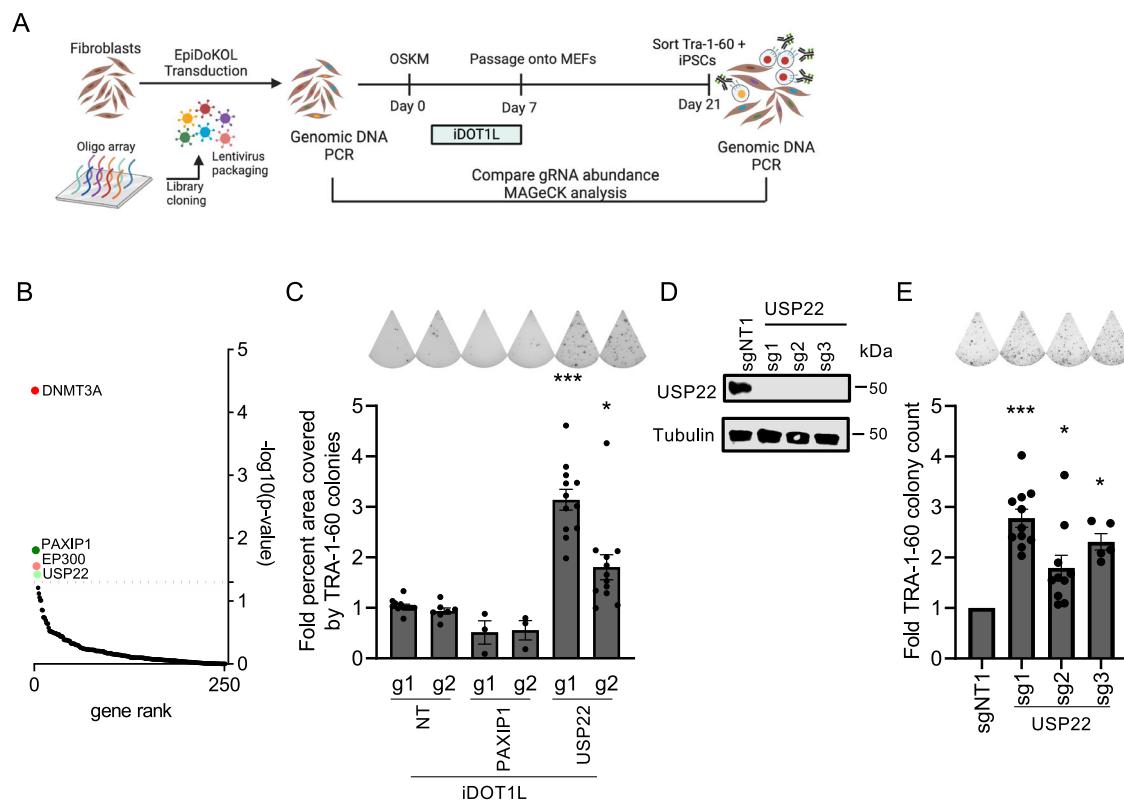 A
Fibroblasts
EpiDoKOL
Transduction
OSKM
Passage onto MEFs
Sort Tra-1-60 +
iPSCs
Day 0
Day 7
Day 21
iDOT1L
Oligo array
Library
cloning
Lentivirus
packaging
Genomic DNA
PCR
Genomic DNA
PCR
Compare gRNA abundance
MAGeCK analysis
B
DNMT3A
PAXIP1
EP300
USP22
5
4
3
2
1
0
-log10(p-value)
0
250
gene rank
C
***
*
Fold percent area covered
by TRA-1-60 colonies
5
4
3
2
1
0
g1 g2 g1 g2 g1 g2
NT
PAXIP1
USP22
iDOT1L
D
USP22
sgNT1
sg1
sg2
sg3
kDa
USP22
50
Tubulin
50
E
***
*
*
Fold TRA-1-60 colony count
5
4
3
2
1
0
sgNT1
sg1
sg2
sg3
USP22